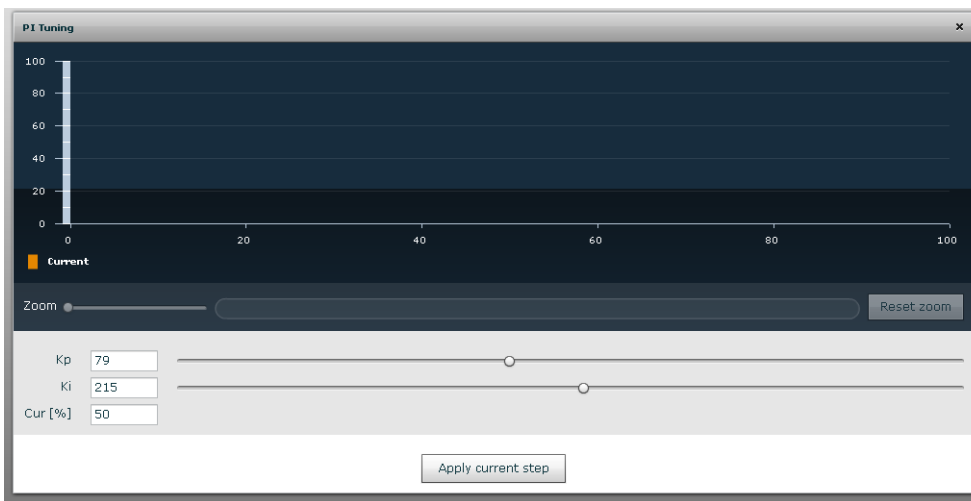 PI Tuning ×
100
80
60
40
20
0
0 20 40 60 80 100
Current
Zoom Reset zoom
Kp 79
Ki 215
Cur [%] 50
Apply current step